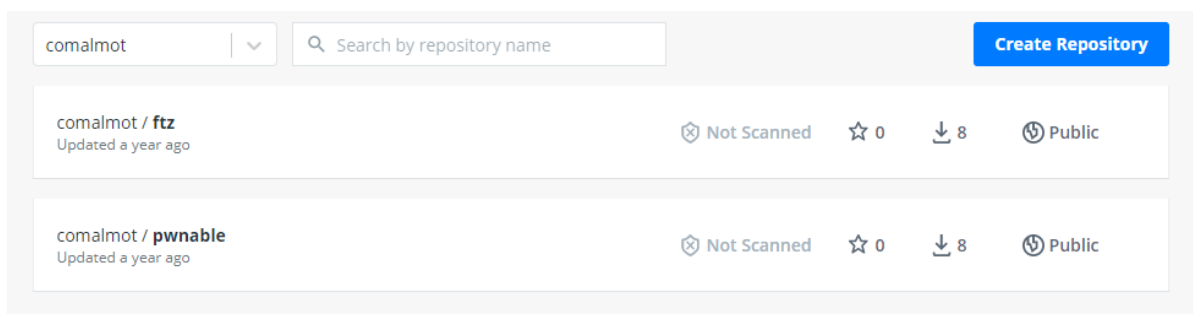 comalmot
Search by repository name
Create Repository
comalmot / ftz
Updated a year ago
Not Scanned
0
8
Public
comalmot / pwnable
Updated a year ago
Not Scanned
0
8
Public